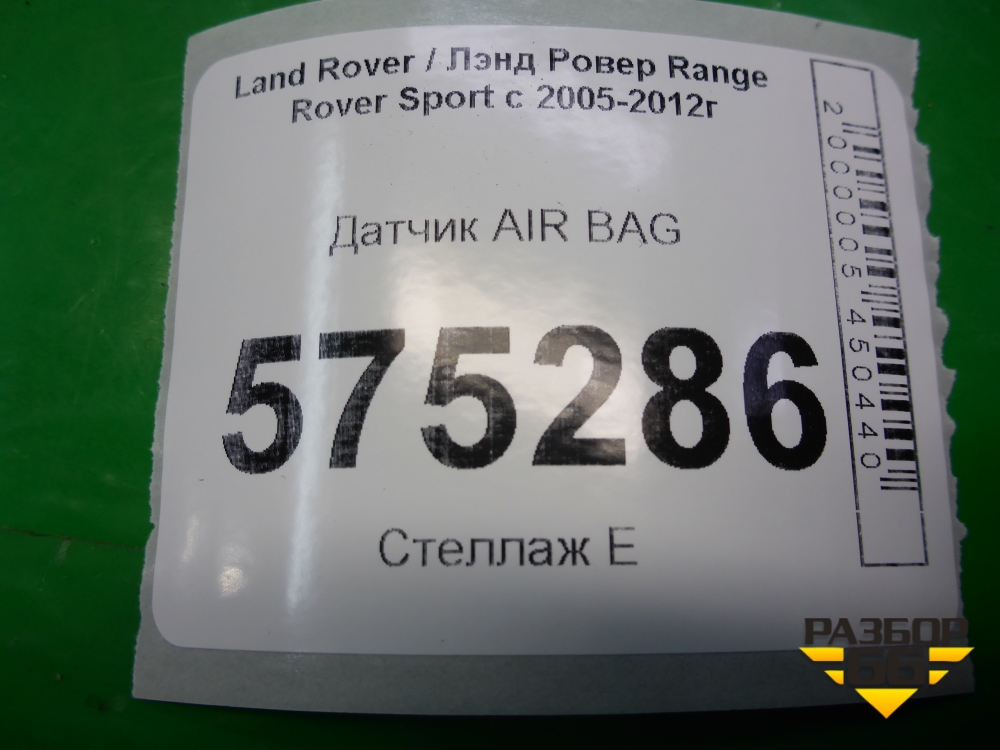 Land Rover / Лэнд Ровер Range
Rover Sport с 2005-2012г
Датчик AIR BAG
575286
Стеллаж Е
2000005450440
РАЗБОР
66